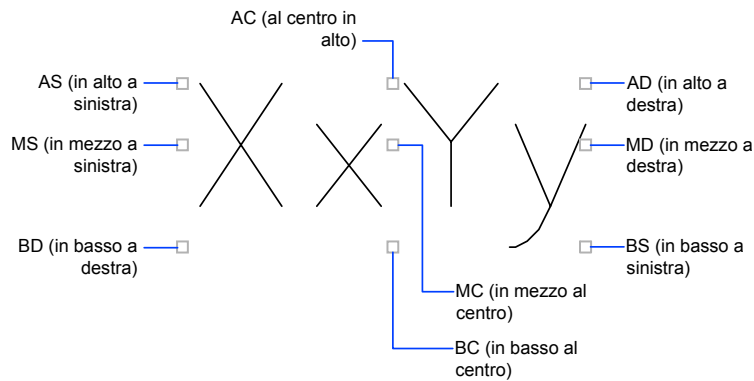 AC (al centro in
alto)
AS (in alto a
sinistra)
AD (in alto a
destra)
MS (in mezzo a
sinistra)
MD (in mezzo a
destra)
BD (in basso a
destra)
BS (in basso a
sinistra)
MC (in mezzo al
centro)
BC (in basso al
centro)
XxYy